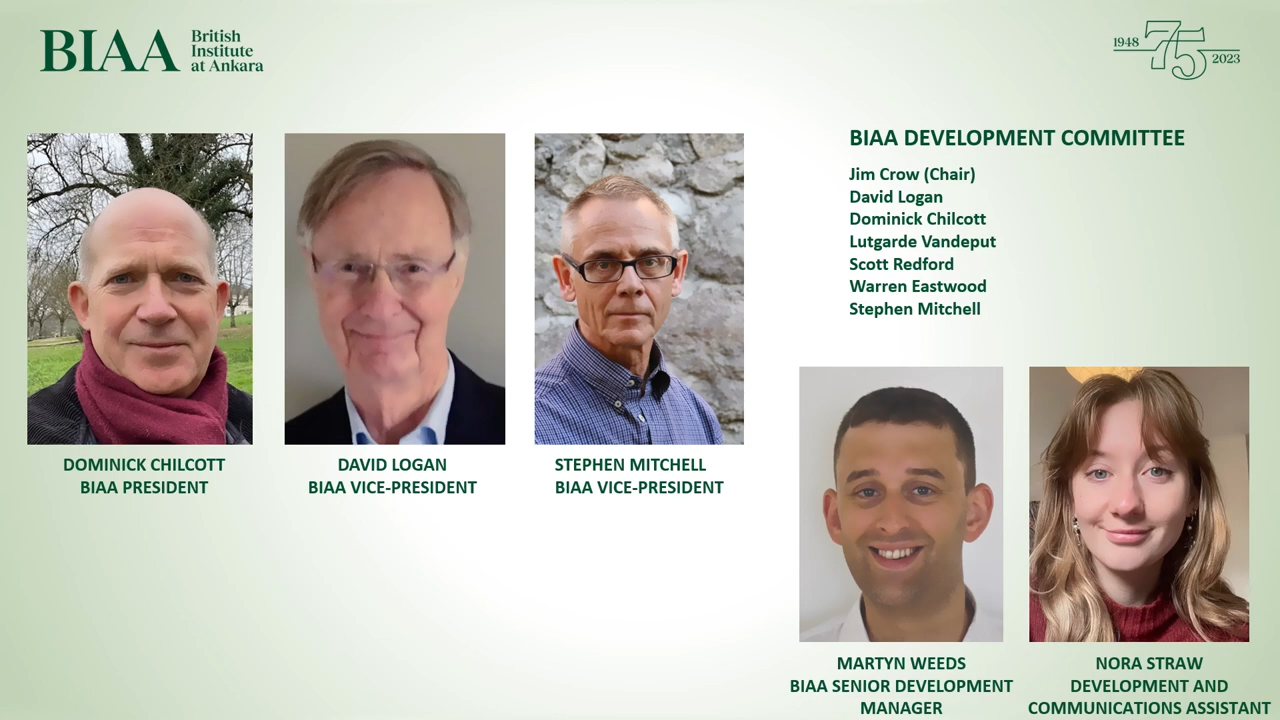 BIAA
British
Institute
at Ankara
1948 75 2023
DOMINICK CHILCOTT
BIAA PRESIDENT
DAVID LOGAN
BIAA VICE-PRESIDENT
STEPHEN MITCHELL
BIAA VICE-PRESIDENT
BIAA DEVELOPMENT COMMITTEE
Jim Crow (Chair)
David Logan
Dominick Chilcott
Lutgarde Vandeput
Scott Redford
Warren Eastwood
Stephen Mitchell
MARTYN WEEDS
BIAA SENIOR DEVELOPMENT
MANAGER
NORA STRAW
DEVELOPMENT AND
COMMUNICATIONS ASSISTANT